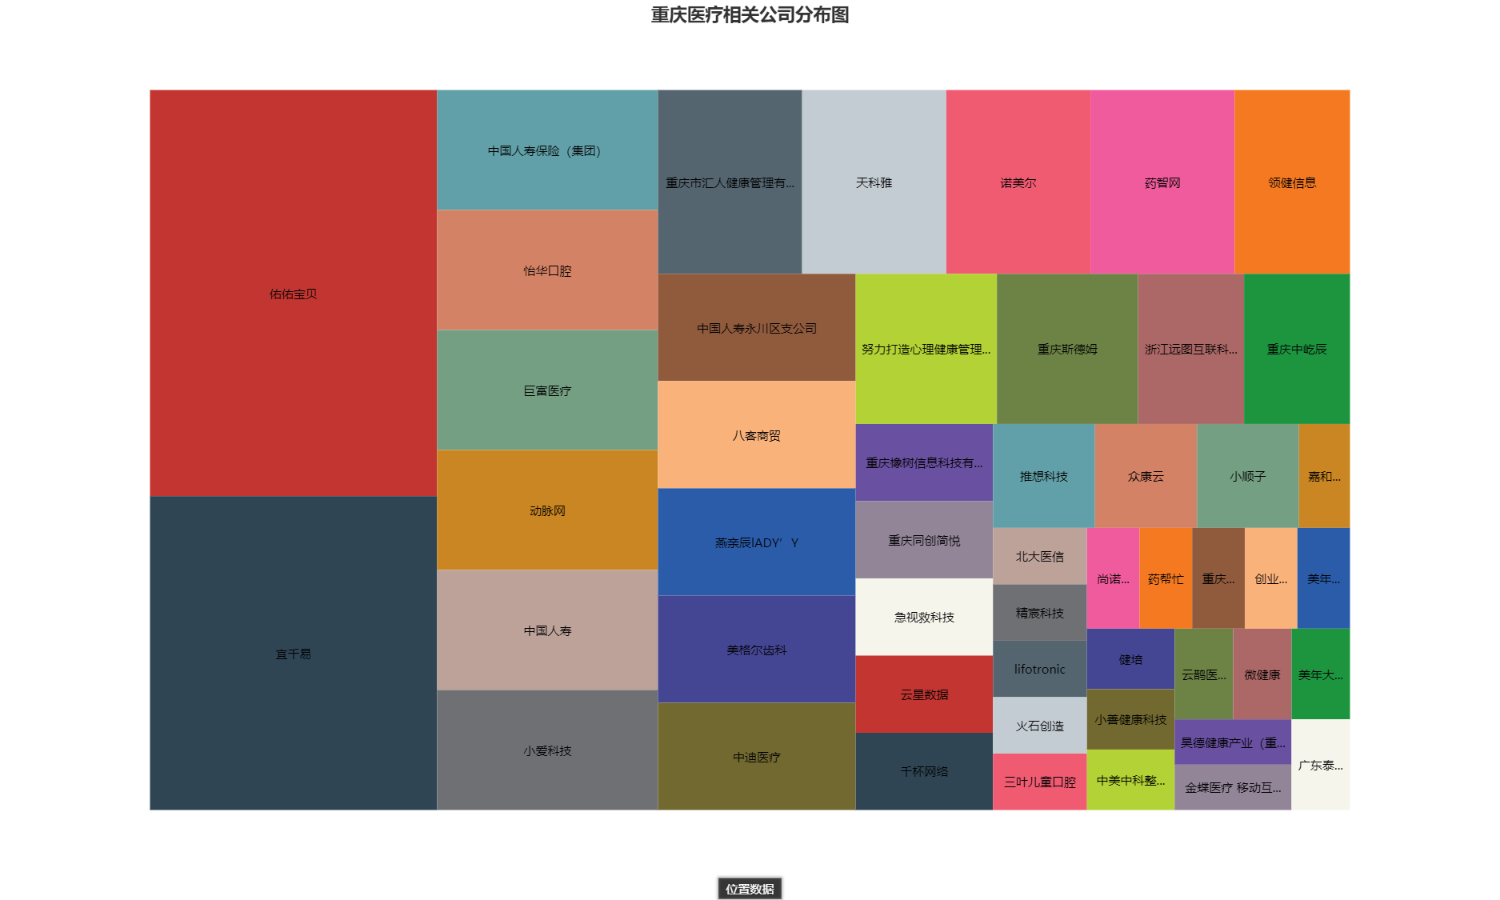 重庆医疗相关公司分布图
佑佑宝贝
宜千易
中国人寿保险（集团）
怡华口腔
巨富医疗
动脉网
中国人寿
小爱科技
重庆市汇人健康管理有...
天科雅
诺美尔
药智网
领健信息
中国人寿永川区支公司
八客商贸
燕亲辰lADY’Y
美格尔齿科
中迪医疗
努力打造心理健康管理...
重庆斯德姆
浙江远图互联科...
重庆中屹辰
重庆橡树信息科技有...
重庆同创简悦
急视救科技
云星数据
千杯网络
推想科技
众康云
小顺子
嘉和...
北大医信
精宸科技
lifotronic
火石创造
三叶儿童口腔
尚诺...
药帮忙
重庆...
创业...
美年...
健培
小善健康科技
中美中科整...
云鹊医...
微健康
美年大...
昊德健康产业（重...
金蝶医疗 移动互...
广东泰...
位置数据